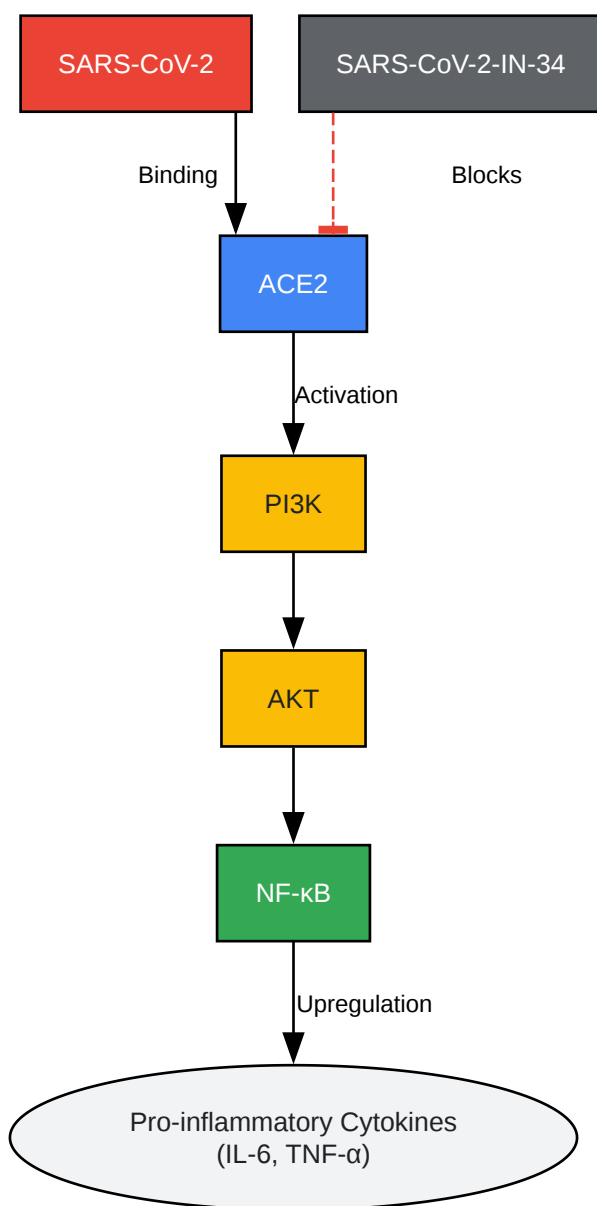 SARS-CoV-2
SARS-CoV-2-IN-34
Binding
Blocks
ACE2
Activation
PI3K
AKT
NF-κB
Upregulation
Pro-inflammatory Cytokines
(IL-6, TNF-α)